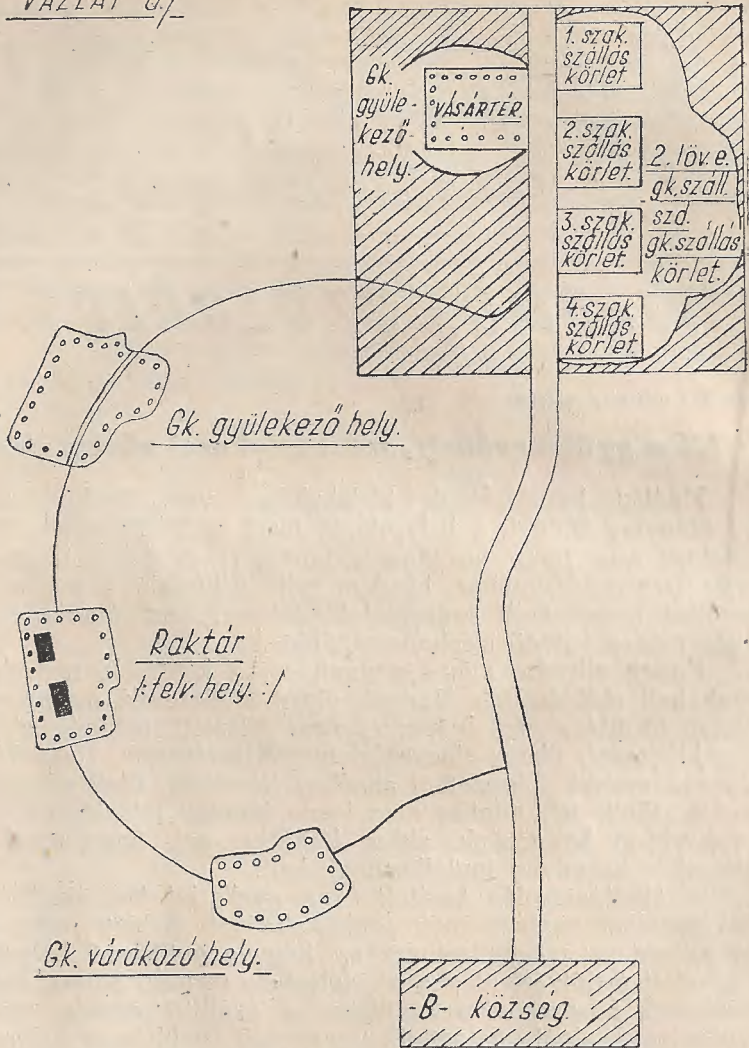 VÁZLAT a./
Gk.
gyüle-
kező
hely.
VÁSÁRTÉR.
1. szak.
szállás
körlet
2. szak.
szállás
körlet.
3. szak.
szállás
körlet.
4. szak.
szállás
körlet.
2. löv. e.
gk. száll.
szd.
gk. szállás
körlet.
Gk. gyülekező hely.
Raktár
/:felv. hely. :/
Gk. várakozó hely.
-B- község.